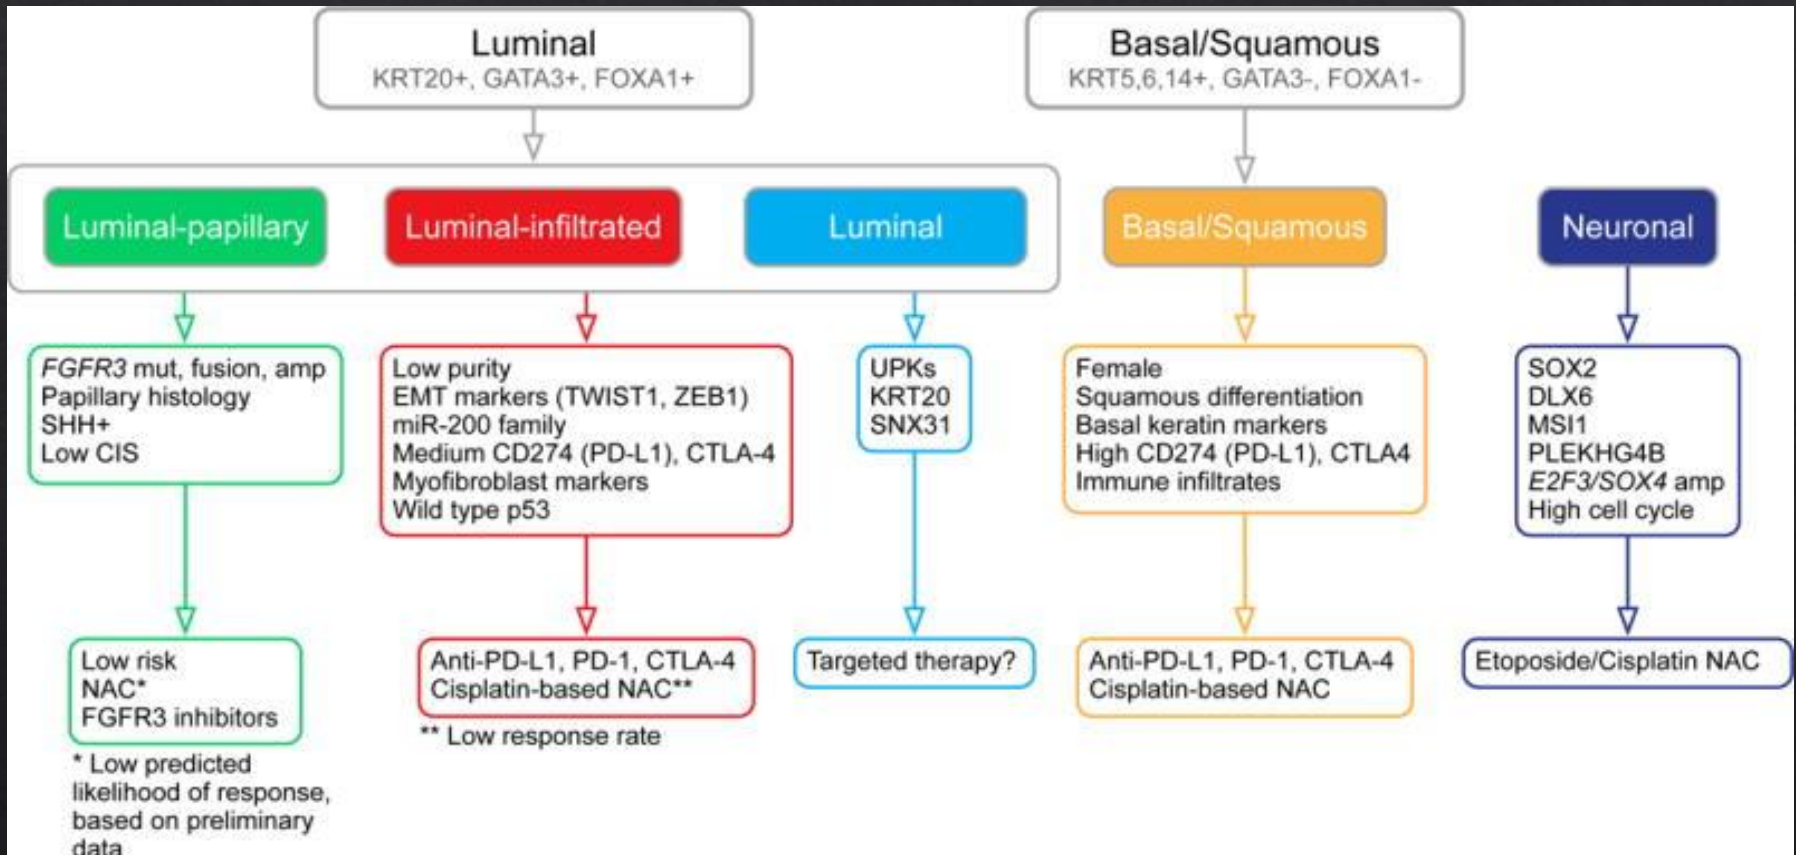 Luminal
KRT20+, GATA3+, FOXA1+
Basal/Squamous
KRT5,6,14+, GATA3-, FOXA1-
Luminal-papillary
Luminal-infiltrated
Luminal
Basal/Squamous
Neuronal
FGFR3 mut, fusion, amp
Papillary histology
SHH+
Low CIS
Low purity
EMT markers (TWIST1, ZEB1)
miR-200 family
Medium CD274 (PD-L1), CTLA-4
Myofibroblast markers
Wild type p53
UPKs
KRT20
SNX31
Female
Squamous differentiation
Basal keratin markers
High CD274 (PD-L1), CTLA4
Immune infiltrates
SOX2
DLX6
MSI1
PLEKHG4B
E2F3/SOX4 amp
High cell cycle
Low risk
NAC*
FGFR3 inhibitors
* Low predicted
likelihood of response,
based on preliminary
data
Anti-PD-L1, PD-1, CTLA-4
Cisplatin-based NAC**
** Low response rate
Targeted therapy?
Anti-PD-L1, PD-1, CTLA-4
Cisplatin-based NAC
Etoposide/Cisplatin NAC